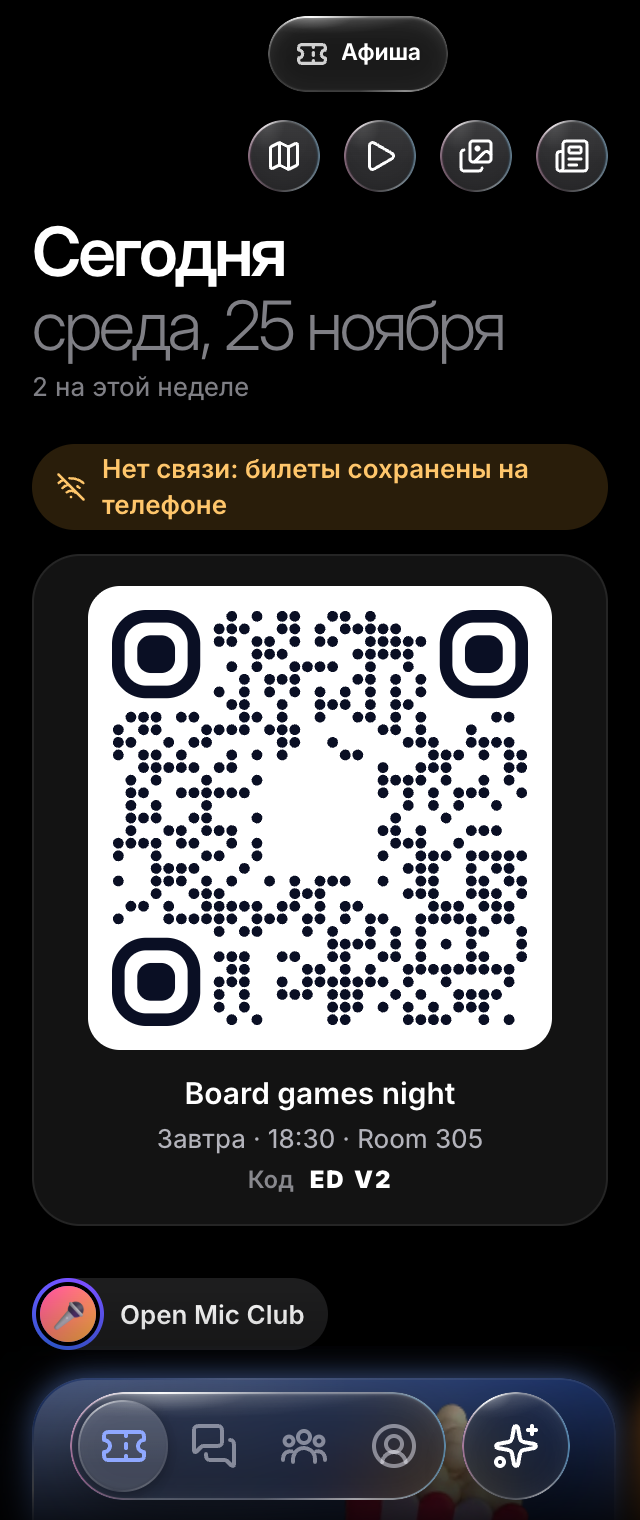 Афиша
Сегодня
среда, 25 ноября
2 на этой неделе
Нет связи: билеты сохранены на
телефоне
Board games night
Завтра · 18:30 · Room 305
Код ED V2
Open Mic Club